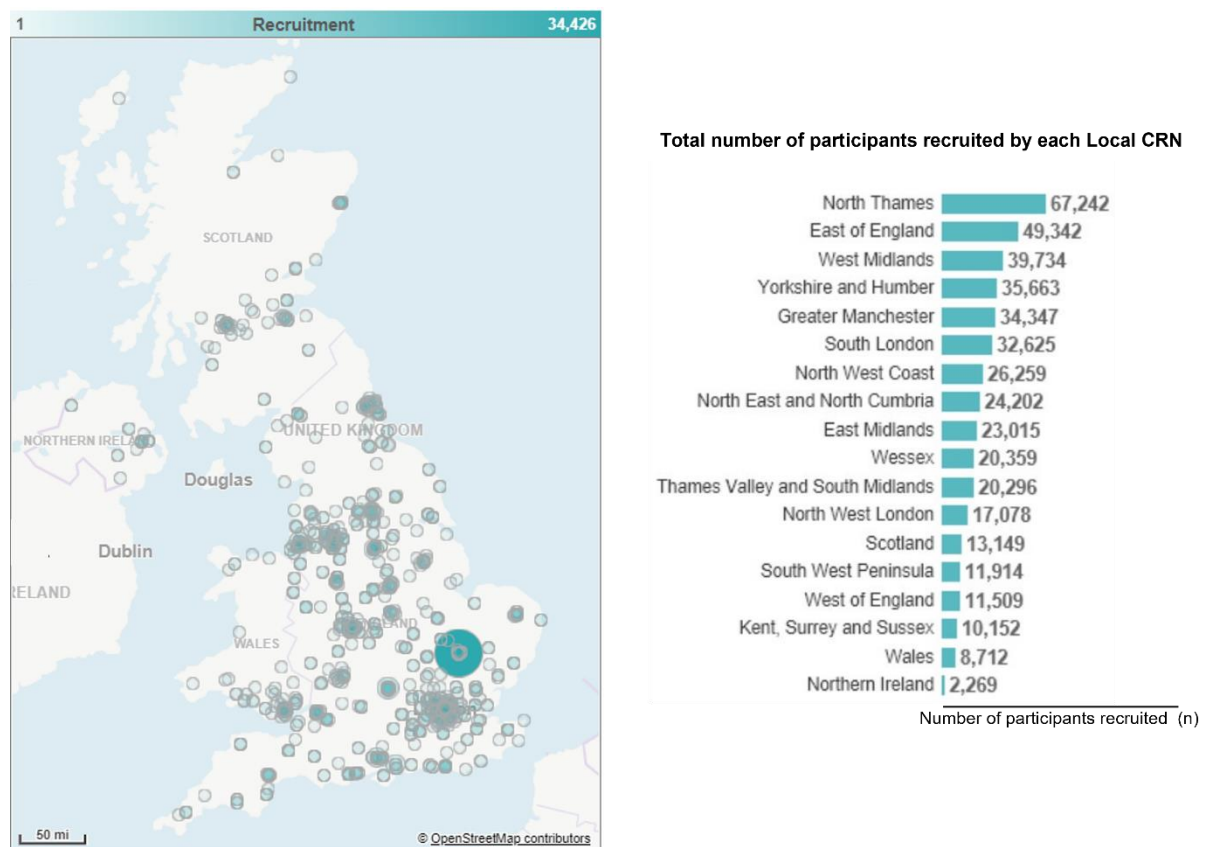 1 Recruitment 34,426
SCOTLAND
NORTHERN IREL
UNITED KINGDOM
Douglas
Dublin
RELAND
WALES
50 mi
© OpenStreetMap contributors
Total number of participants recruited by each Local CRN
North Thames 67,242
East of England 49,342
West Midlands 39,734
Yorkshire and Humber 35,663
Greater Manchester 34,347
South London 32,625
North West Coast 26,259
North East and North Cumbria 24,202
East Midlands 23,015
Wessex 20,359
Thames Valley and South Midlands 20,296
North West London 17,078
Scotland 13,149
South West Peninsula 11,914
West of England 11,509
Kent, Surrey and Sussex 10,152
Wales 8,712
Northern Ireland 2,269
Number of participants recruited (n)